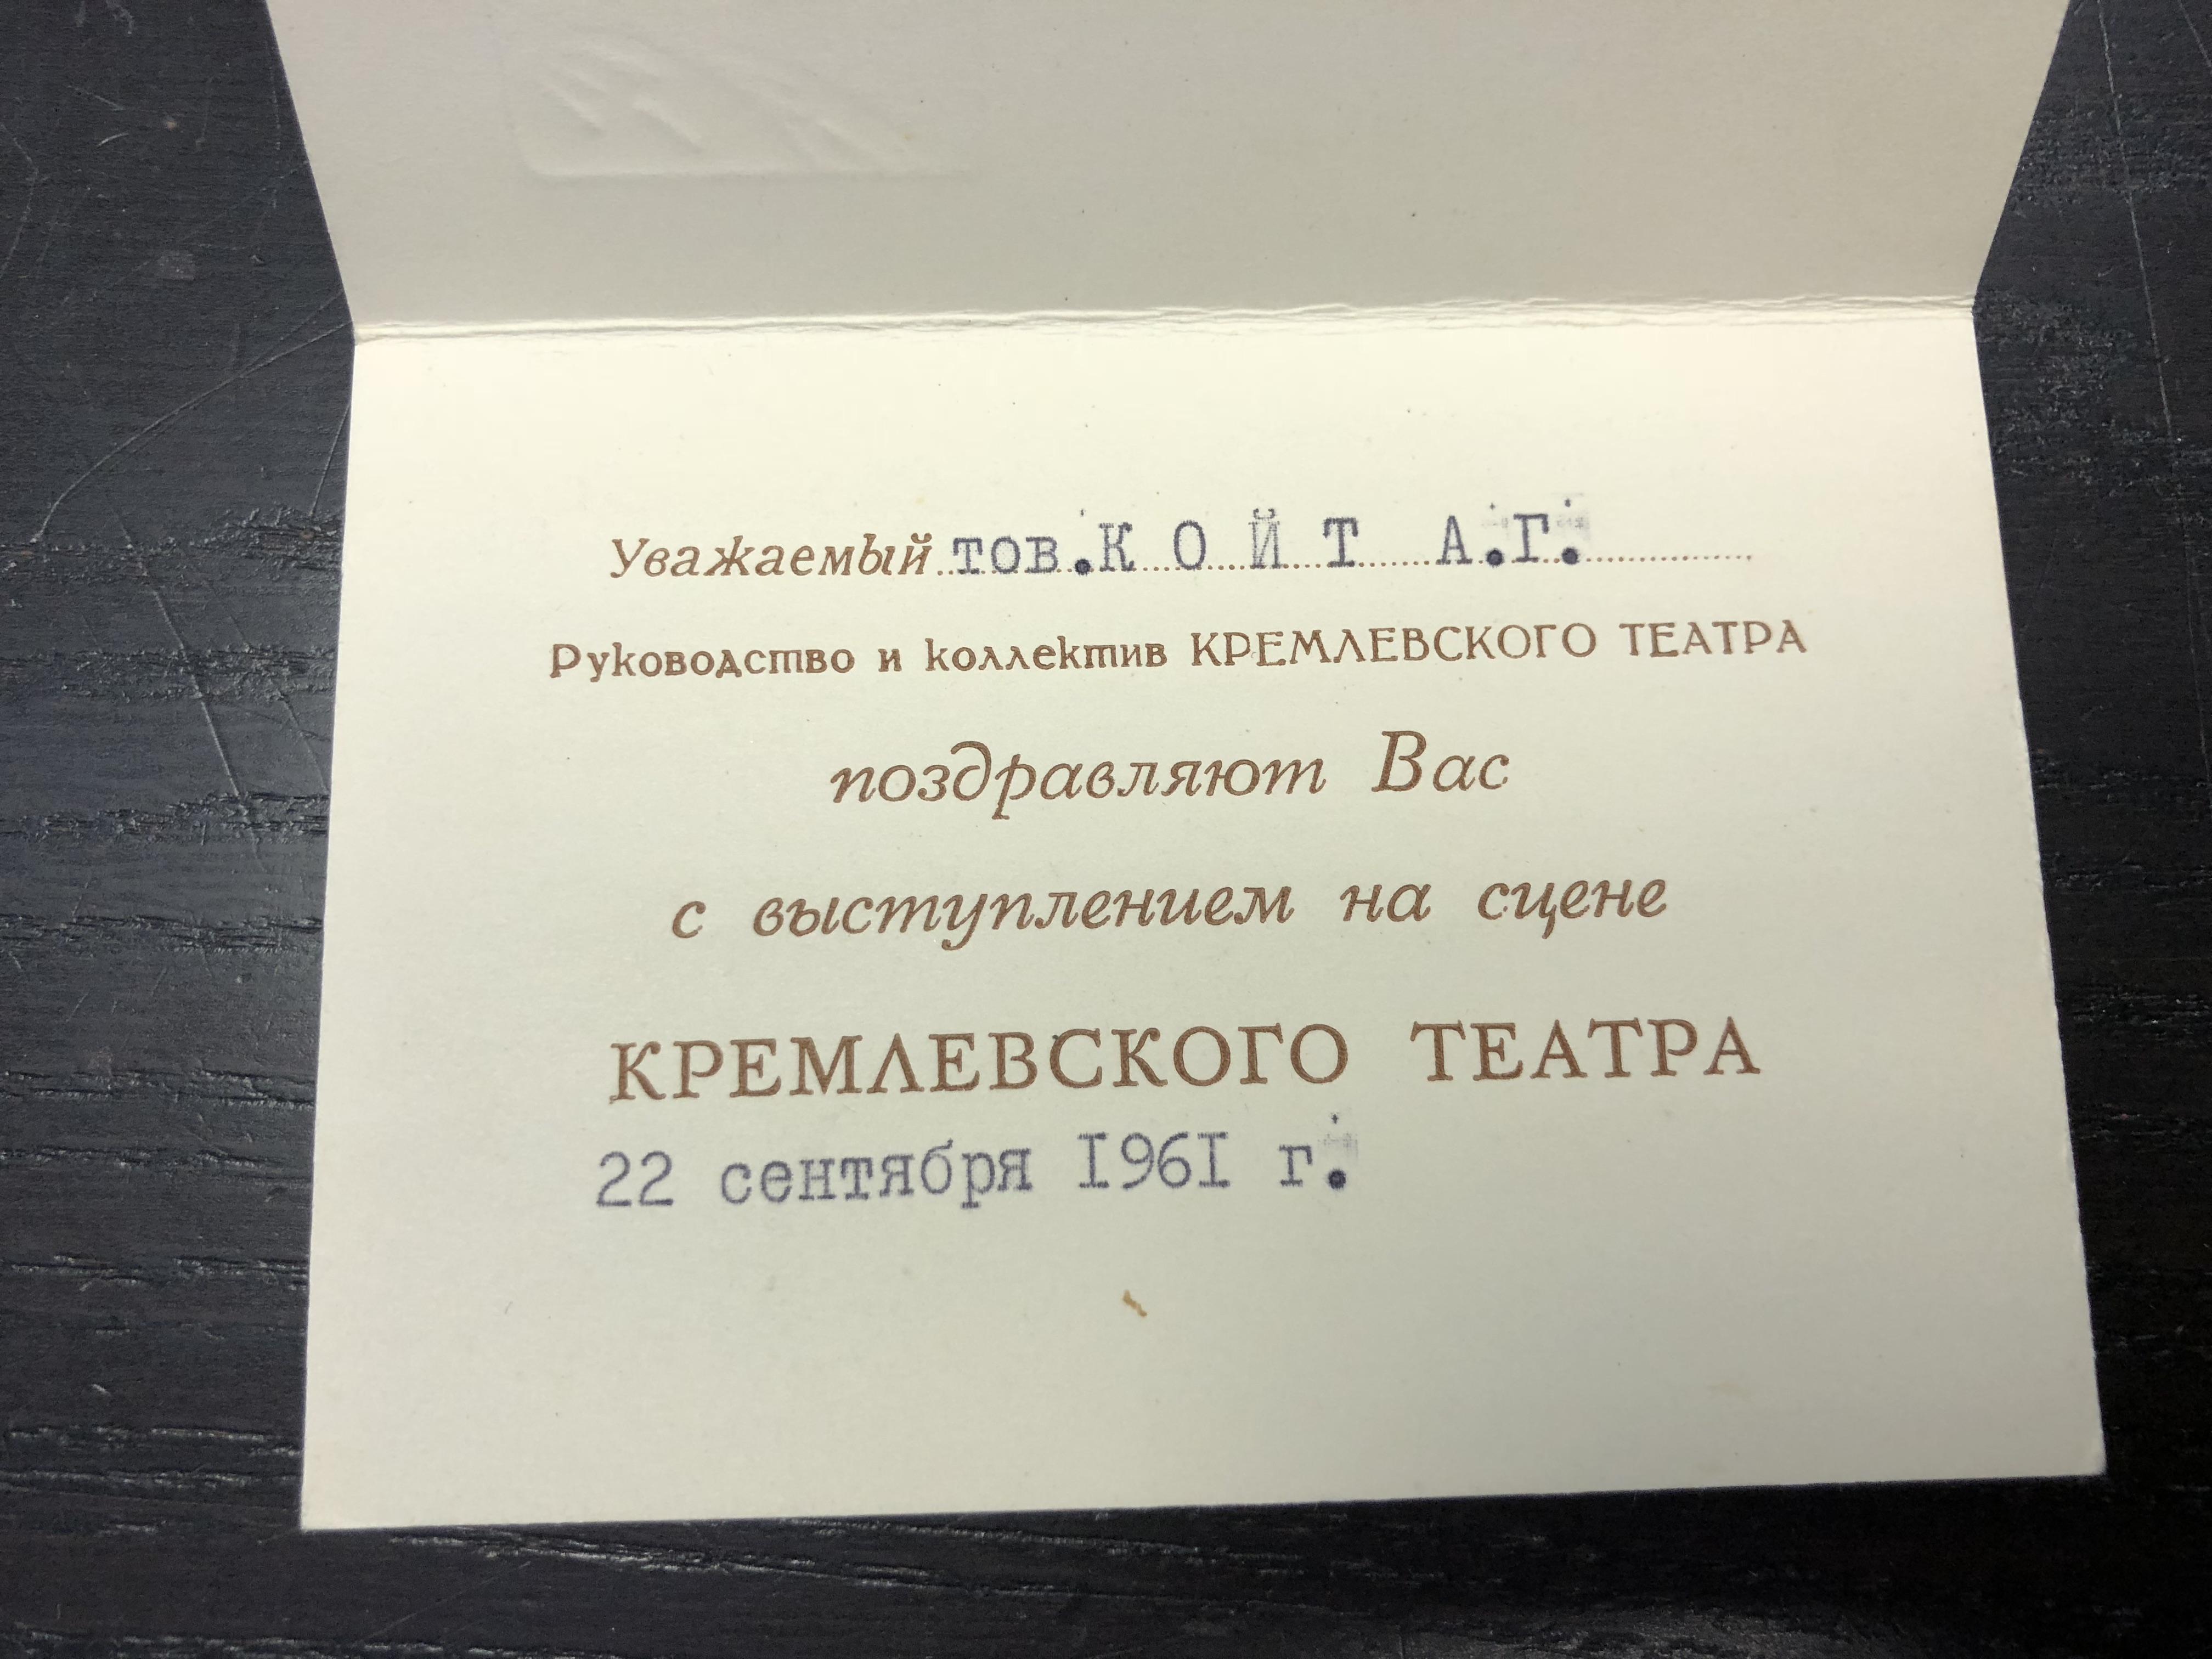 Уважаемый тов.К О Й Т А.Г.
Руководство и коллектив КРЕМЛЕВСКОГО ТЕАТРА
поздравляют Вас
с выступлением на сцене
КРЕМЛЕВСКОГО ТЕАТРА
22 сентября I96I г.